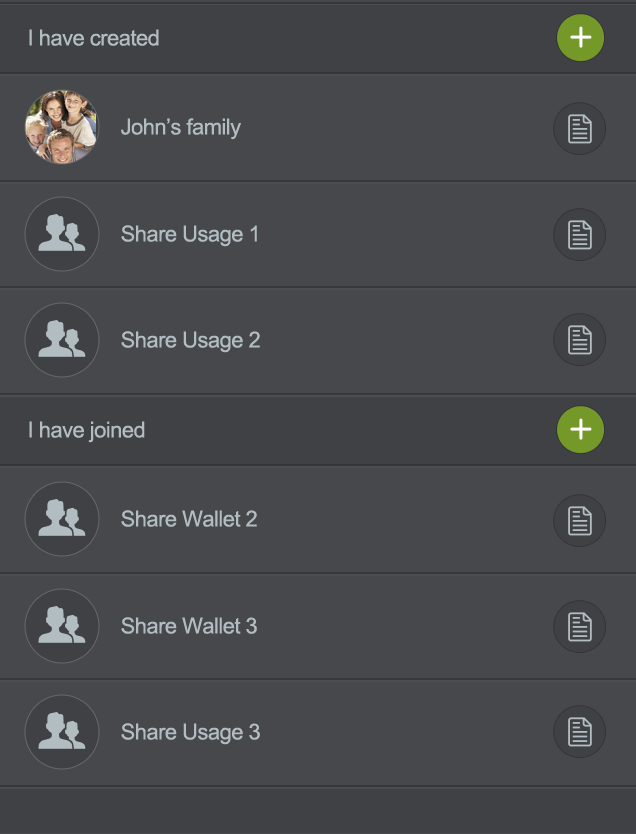 I have created
John's family
Share Usage 1
Share Usage 2
I have joined
Share Wallet 2
Share Wallet 3
Share Usage 3